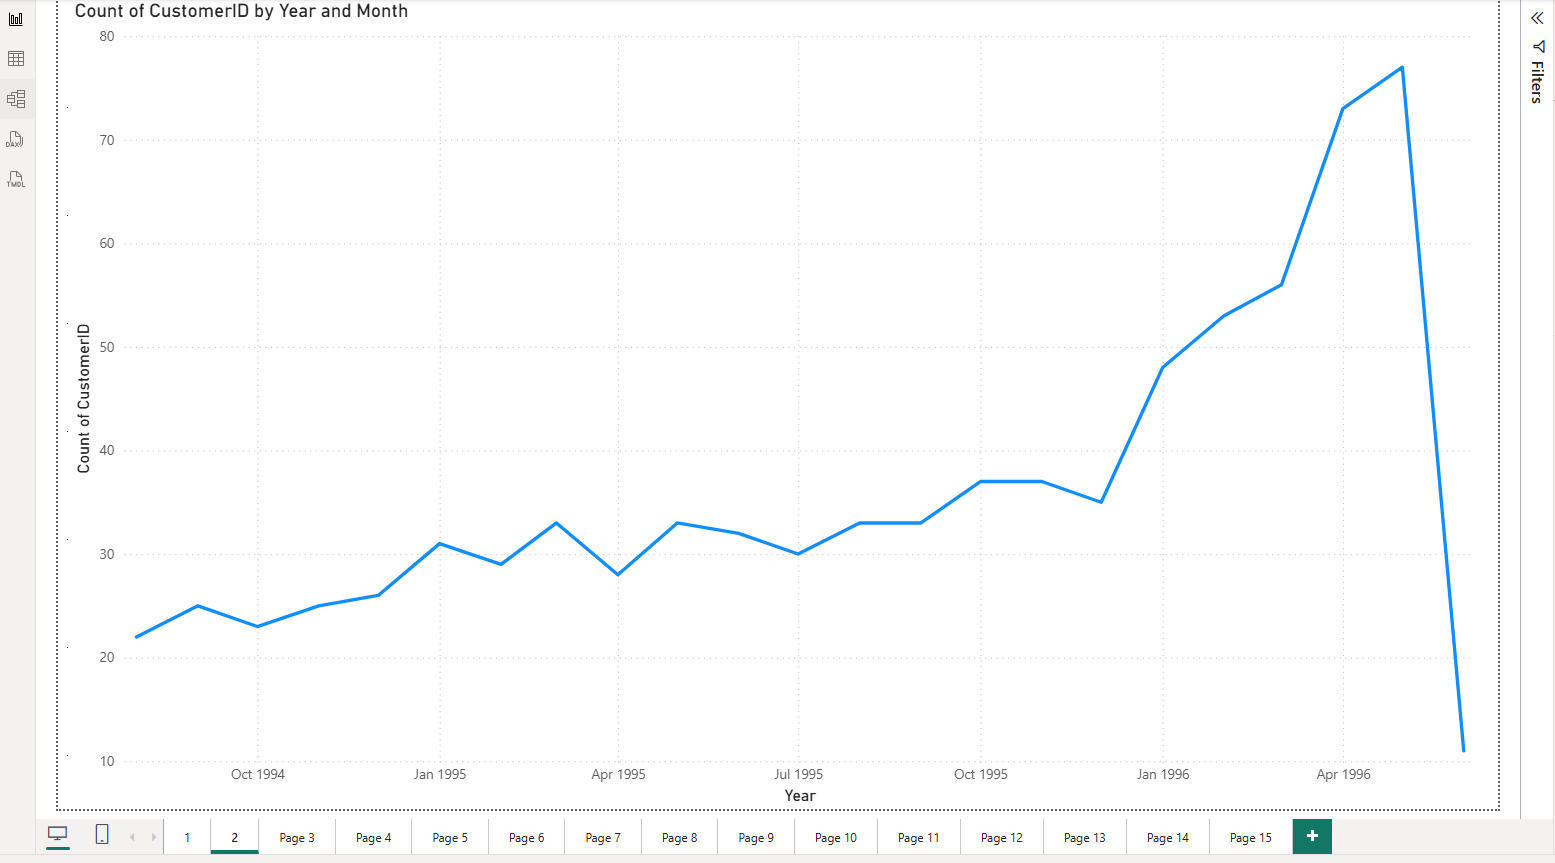 Count of CustomerID by Year and Month
80
70
60
50
40
30
20
10
Count of CustomerID
Oct 1994 Jan 1995 Apr 1995 Jul 1995 Oct 1995 Jan 1996 Apr 1996
Year
DAX
TMDL
Filters
1 2 Page 3 Page 4 Page 5 Page 6 Page 7 Page 8 Page 9 Page 10 Page 11 Page 12 Page 13 Page 14 Page 15 +